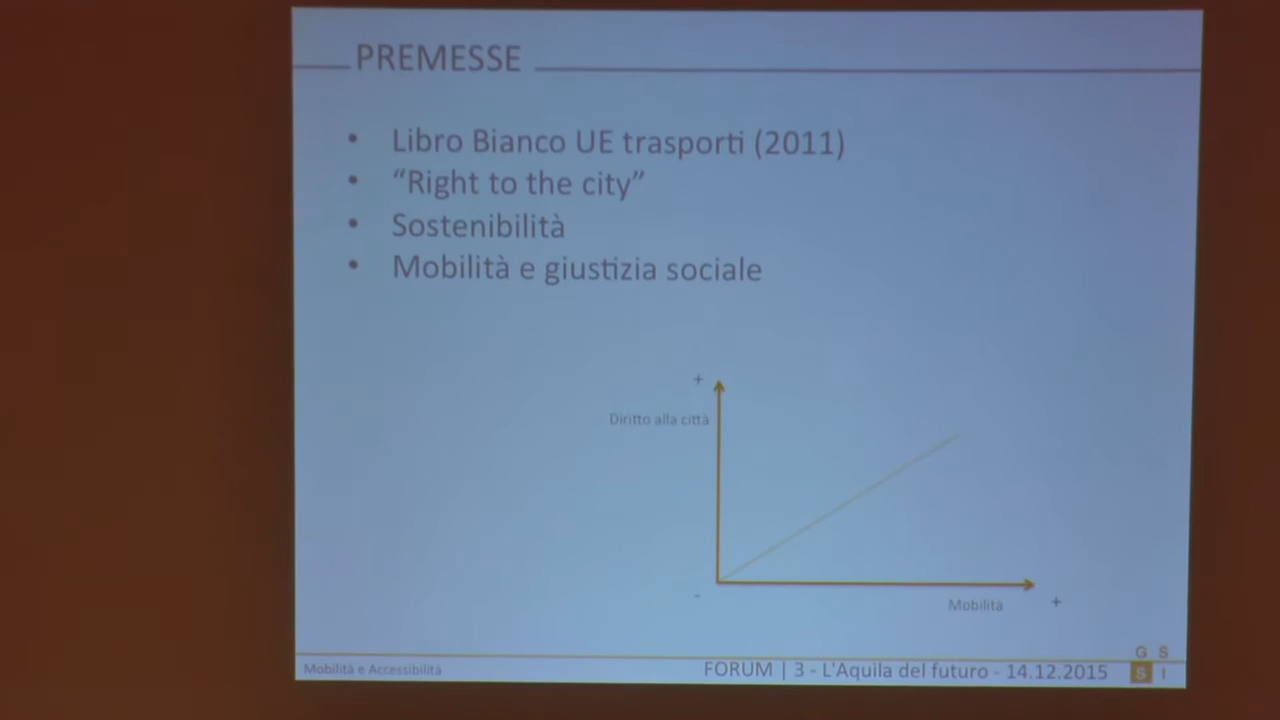 PREMESSE
• Libro Bianco UE trasporti (2011)
• “Right to the city”
• Sostenibilità
• Mobilità e giustizia sociale
+
Diritto alla città
-
Mobilità
+
Mobilità e Accessibilità
FORUM | 3 - L'Aquila del futuro - 14.12.2015
G S
S I